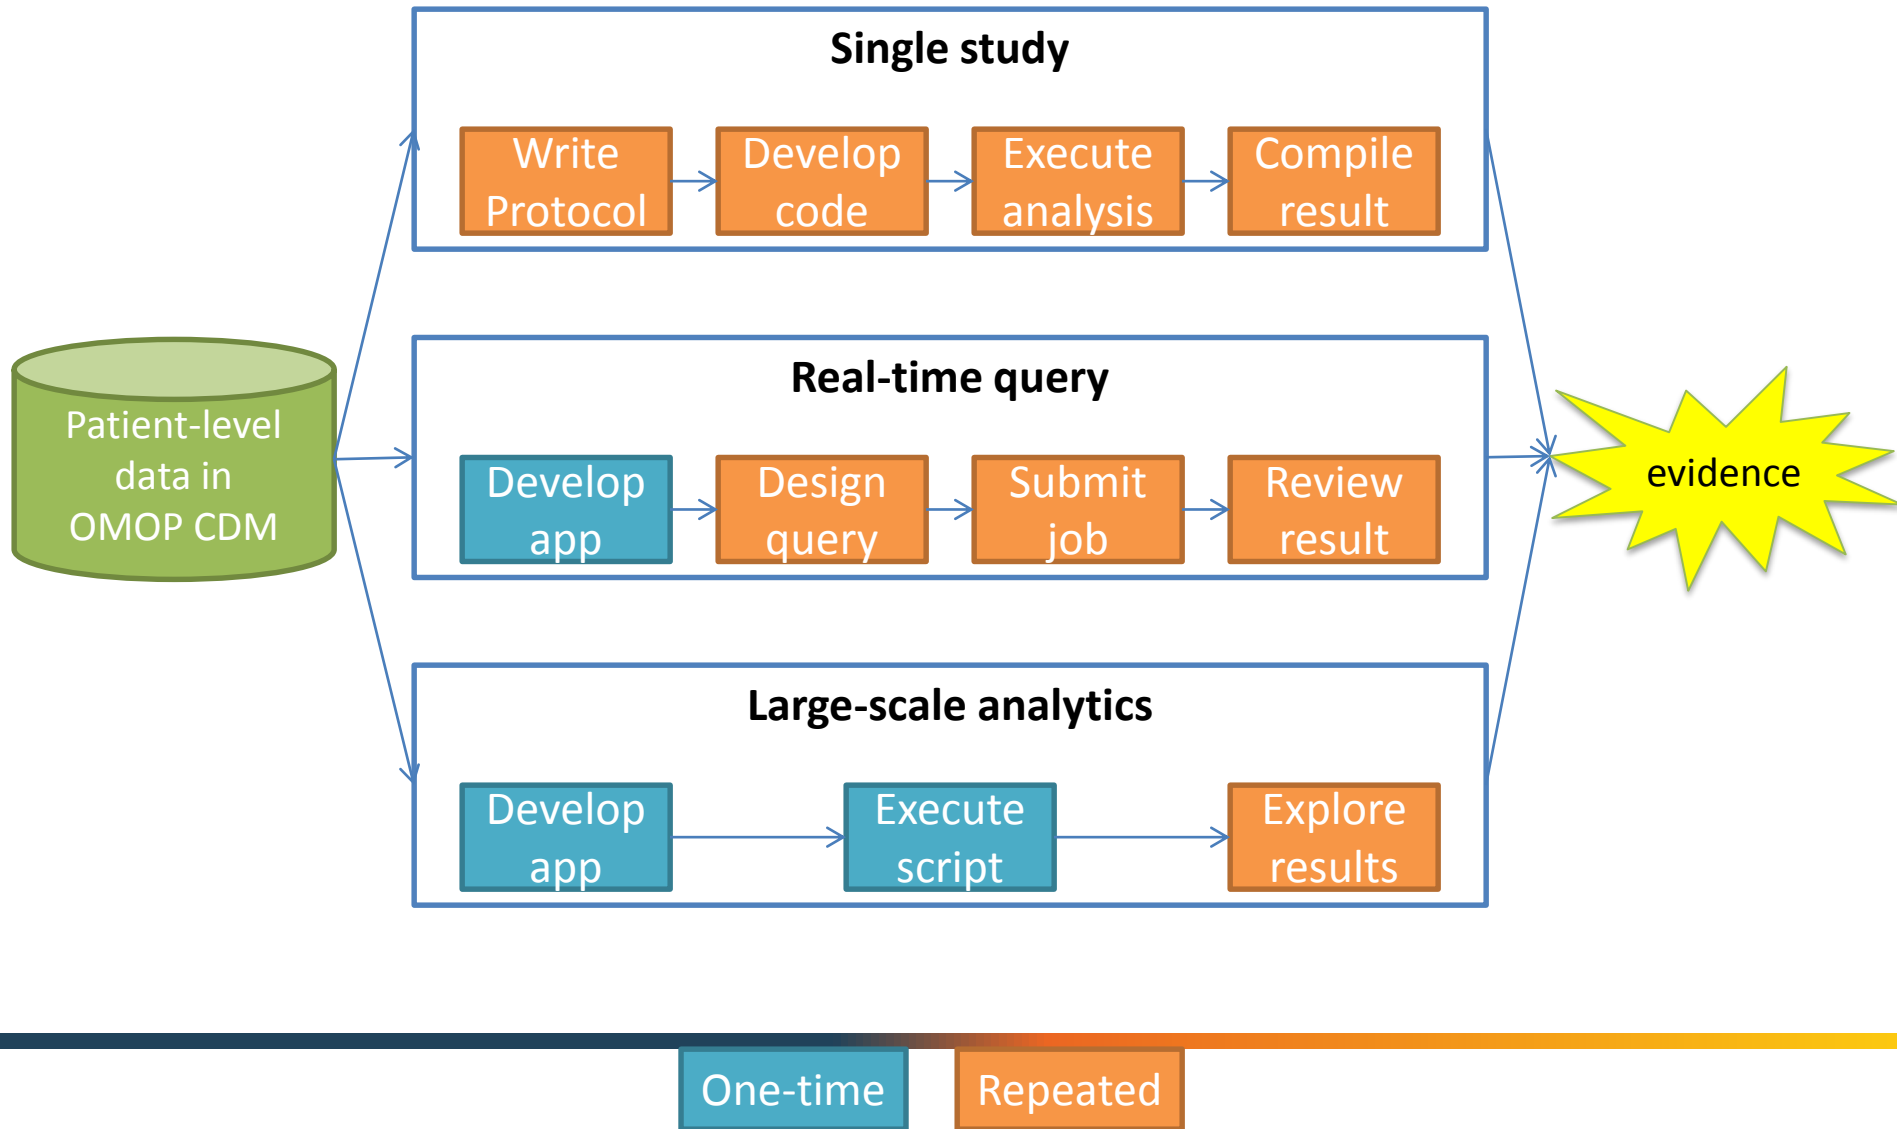 Single study
Write
Protocol
Develop
code
Execute
analysis
Compile
result
Patient-level
data in
OMOP CDM
Real-time query
Develop
app
Design
query
Submit
job
Review
result
evidence
Large-scale analytics
Develop
app
Execute
script
Explore
results
One-time
Repeated